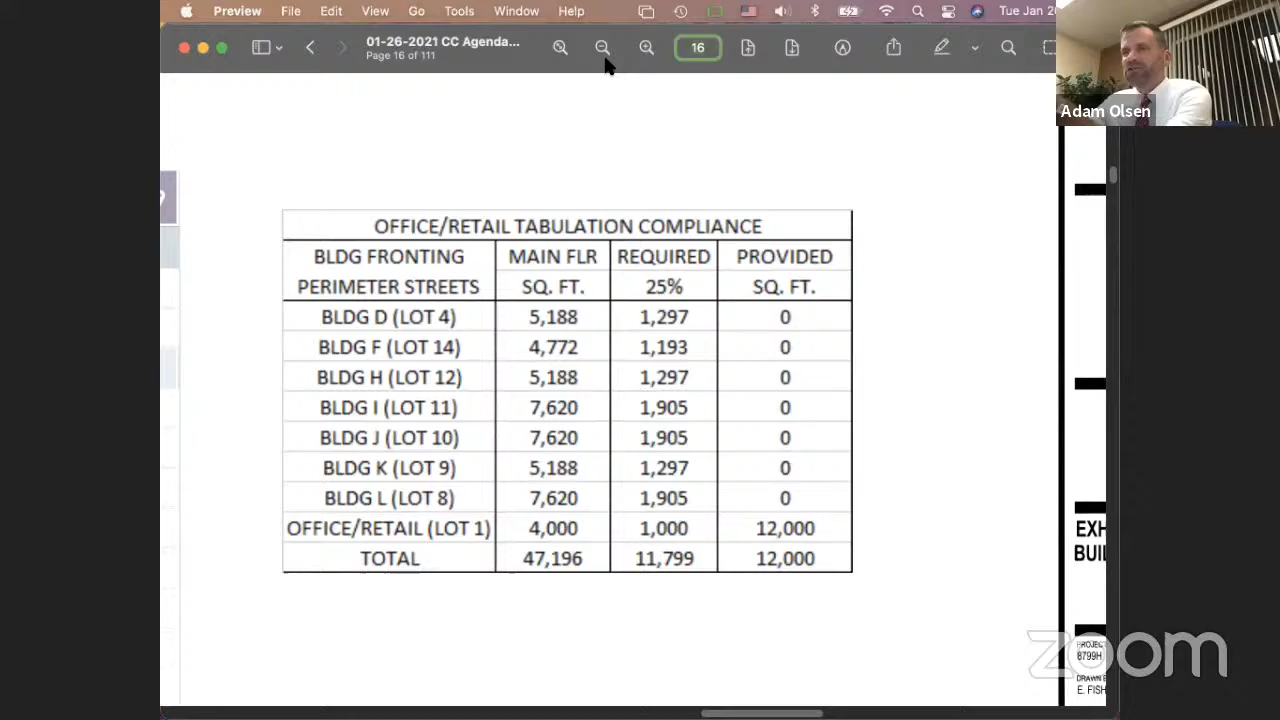 Preview File Edit View Go Tools Window Help Tue Jan 26
01-26-2021 CC Agenda...
Page 16 of 111
16
Adam Olsen
OFFICE/RETAIL TABULATION COMPLIANCE
BLDG FRONTING MAIN FLR REQUIRED PROVIDED
PERIMETER STREETS SQ. FT. 25% SQ. FT.
BLDG D (LOT 4) 5,188 1,297 0
BLDG F (LOT 14) 4,772 1,193 0
BLDG H (LOT 12) 5,188 1,297 0
BLDG I (LOT 11) 7,620 1,905 0
BLDG J (LOT 10) 7,620 1,905 0
BLDG K (LOT 9) 5,188 1,297 0
BLDG L (LOT 8) 7,620 1,905 0
OFFICE/RETAIL (LOT 1) 4,000 1,000 12,000
TOTAL 47,196 11,799 12,000
EXH
BUIL
PROJEC
8799H
DRAWN B
E. FISH
zoom